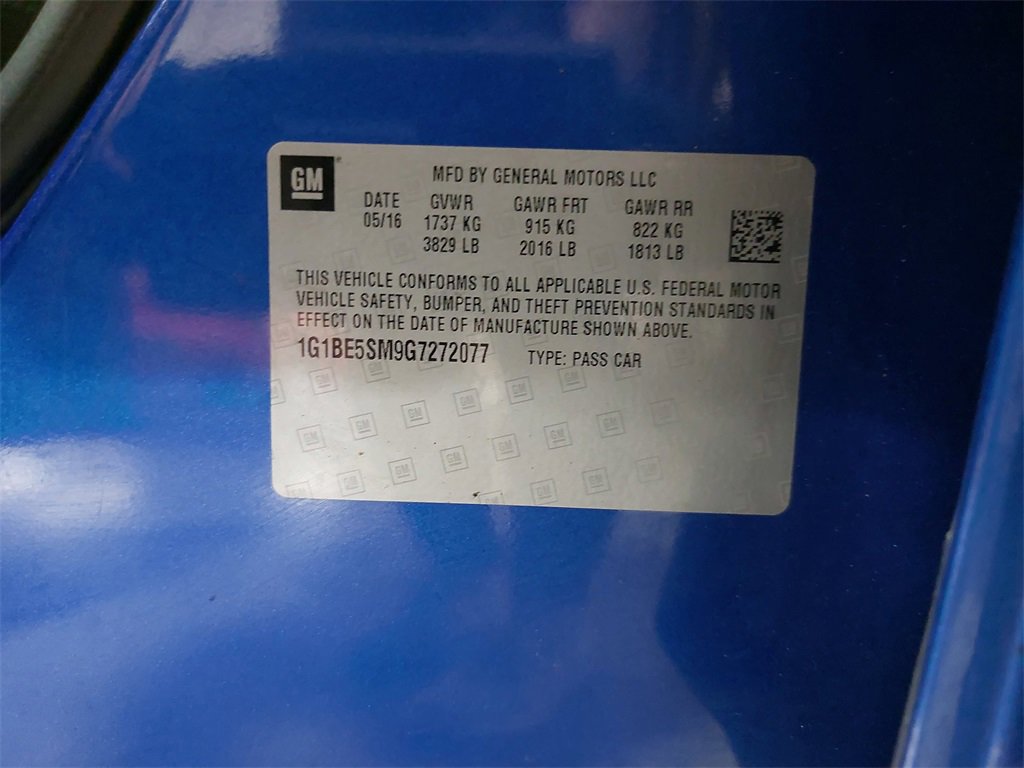 GM
MFD BY GENERAL MOTORS LLC
DATE GVWR GAWR FRT GAWR RR
05/16 1737 KG 915 KG 822 KG
3829 LB 2016 LB 1813 LB
THIS VEHICLE CONFORMS TO ALL APPLICABLE U.S. FEDERAL MOTOR
VEHICLE SAFETY, BUMPER, AND THEFT PREVENTION STANDARDS IN
EFFECT ON THE DATE OF MANUFACTURE SHOWN ABOVE.
1G1BE5SM9G7272077 TYPE: PASS CAR